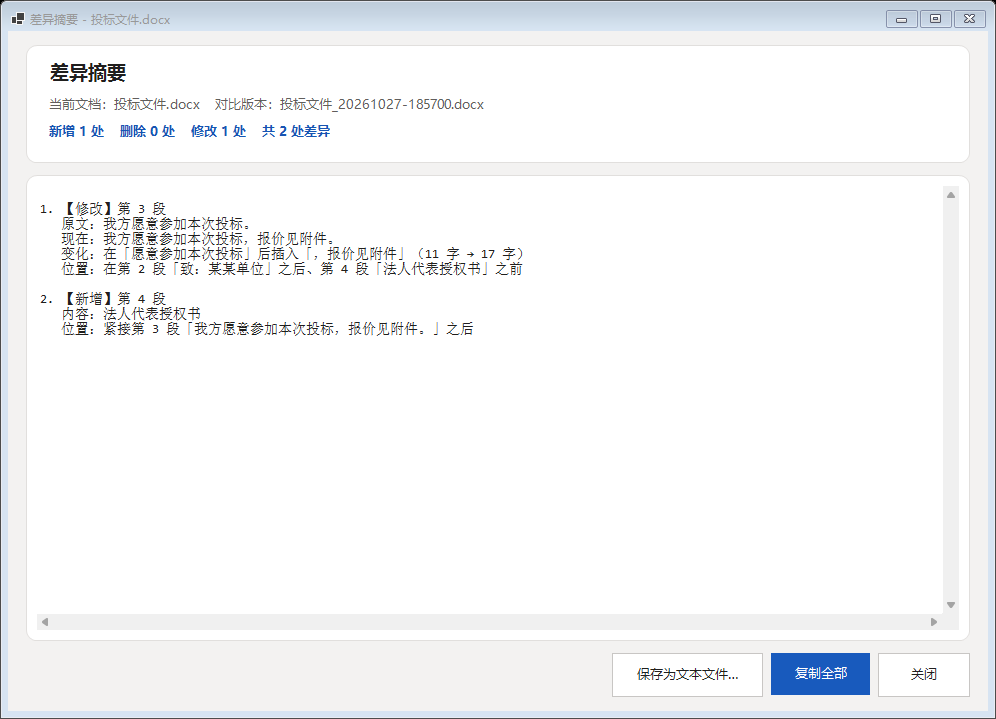 差异摘要 - 投标文件.docx
差异摘要
当前文档：投标文件.docx 对比版本：投标文件_20261027-185700.docx
新增 1 处 删除 0 处 修改 1 处 共 2 处差异
1. 【修改】第 3 段
原文：我方愿意参加本次投标。
现在：我方愿意参加本次投标，报价见附件。
变化：在「愿意参加本次投标」后插入「，报价见附件」（11 字 → 17 字）
位置：在第 2 段「致：某某单位」之后、第 4 段「法人代表授权书」之前
2. 【新增】第 4 段
内容：法人代表授权书
位置：紧接第 3 段「我方愿意参加本次投标，报价见附件。」之后
保存为文本文件... 复制全部 关闭